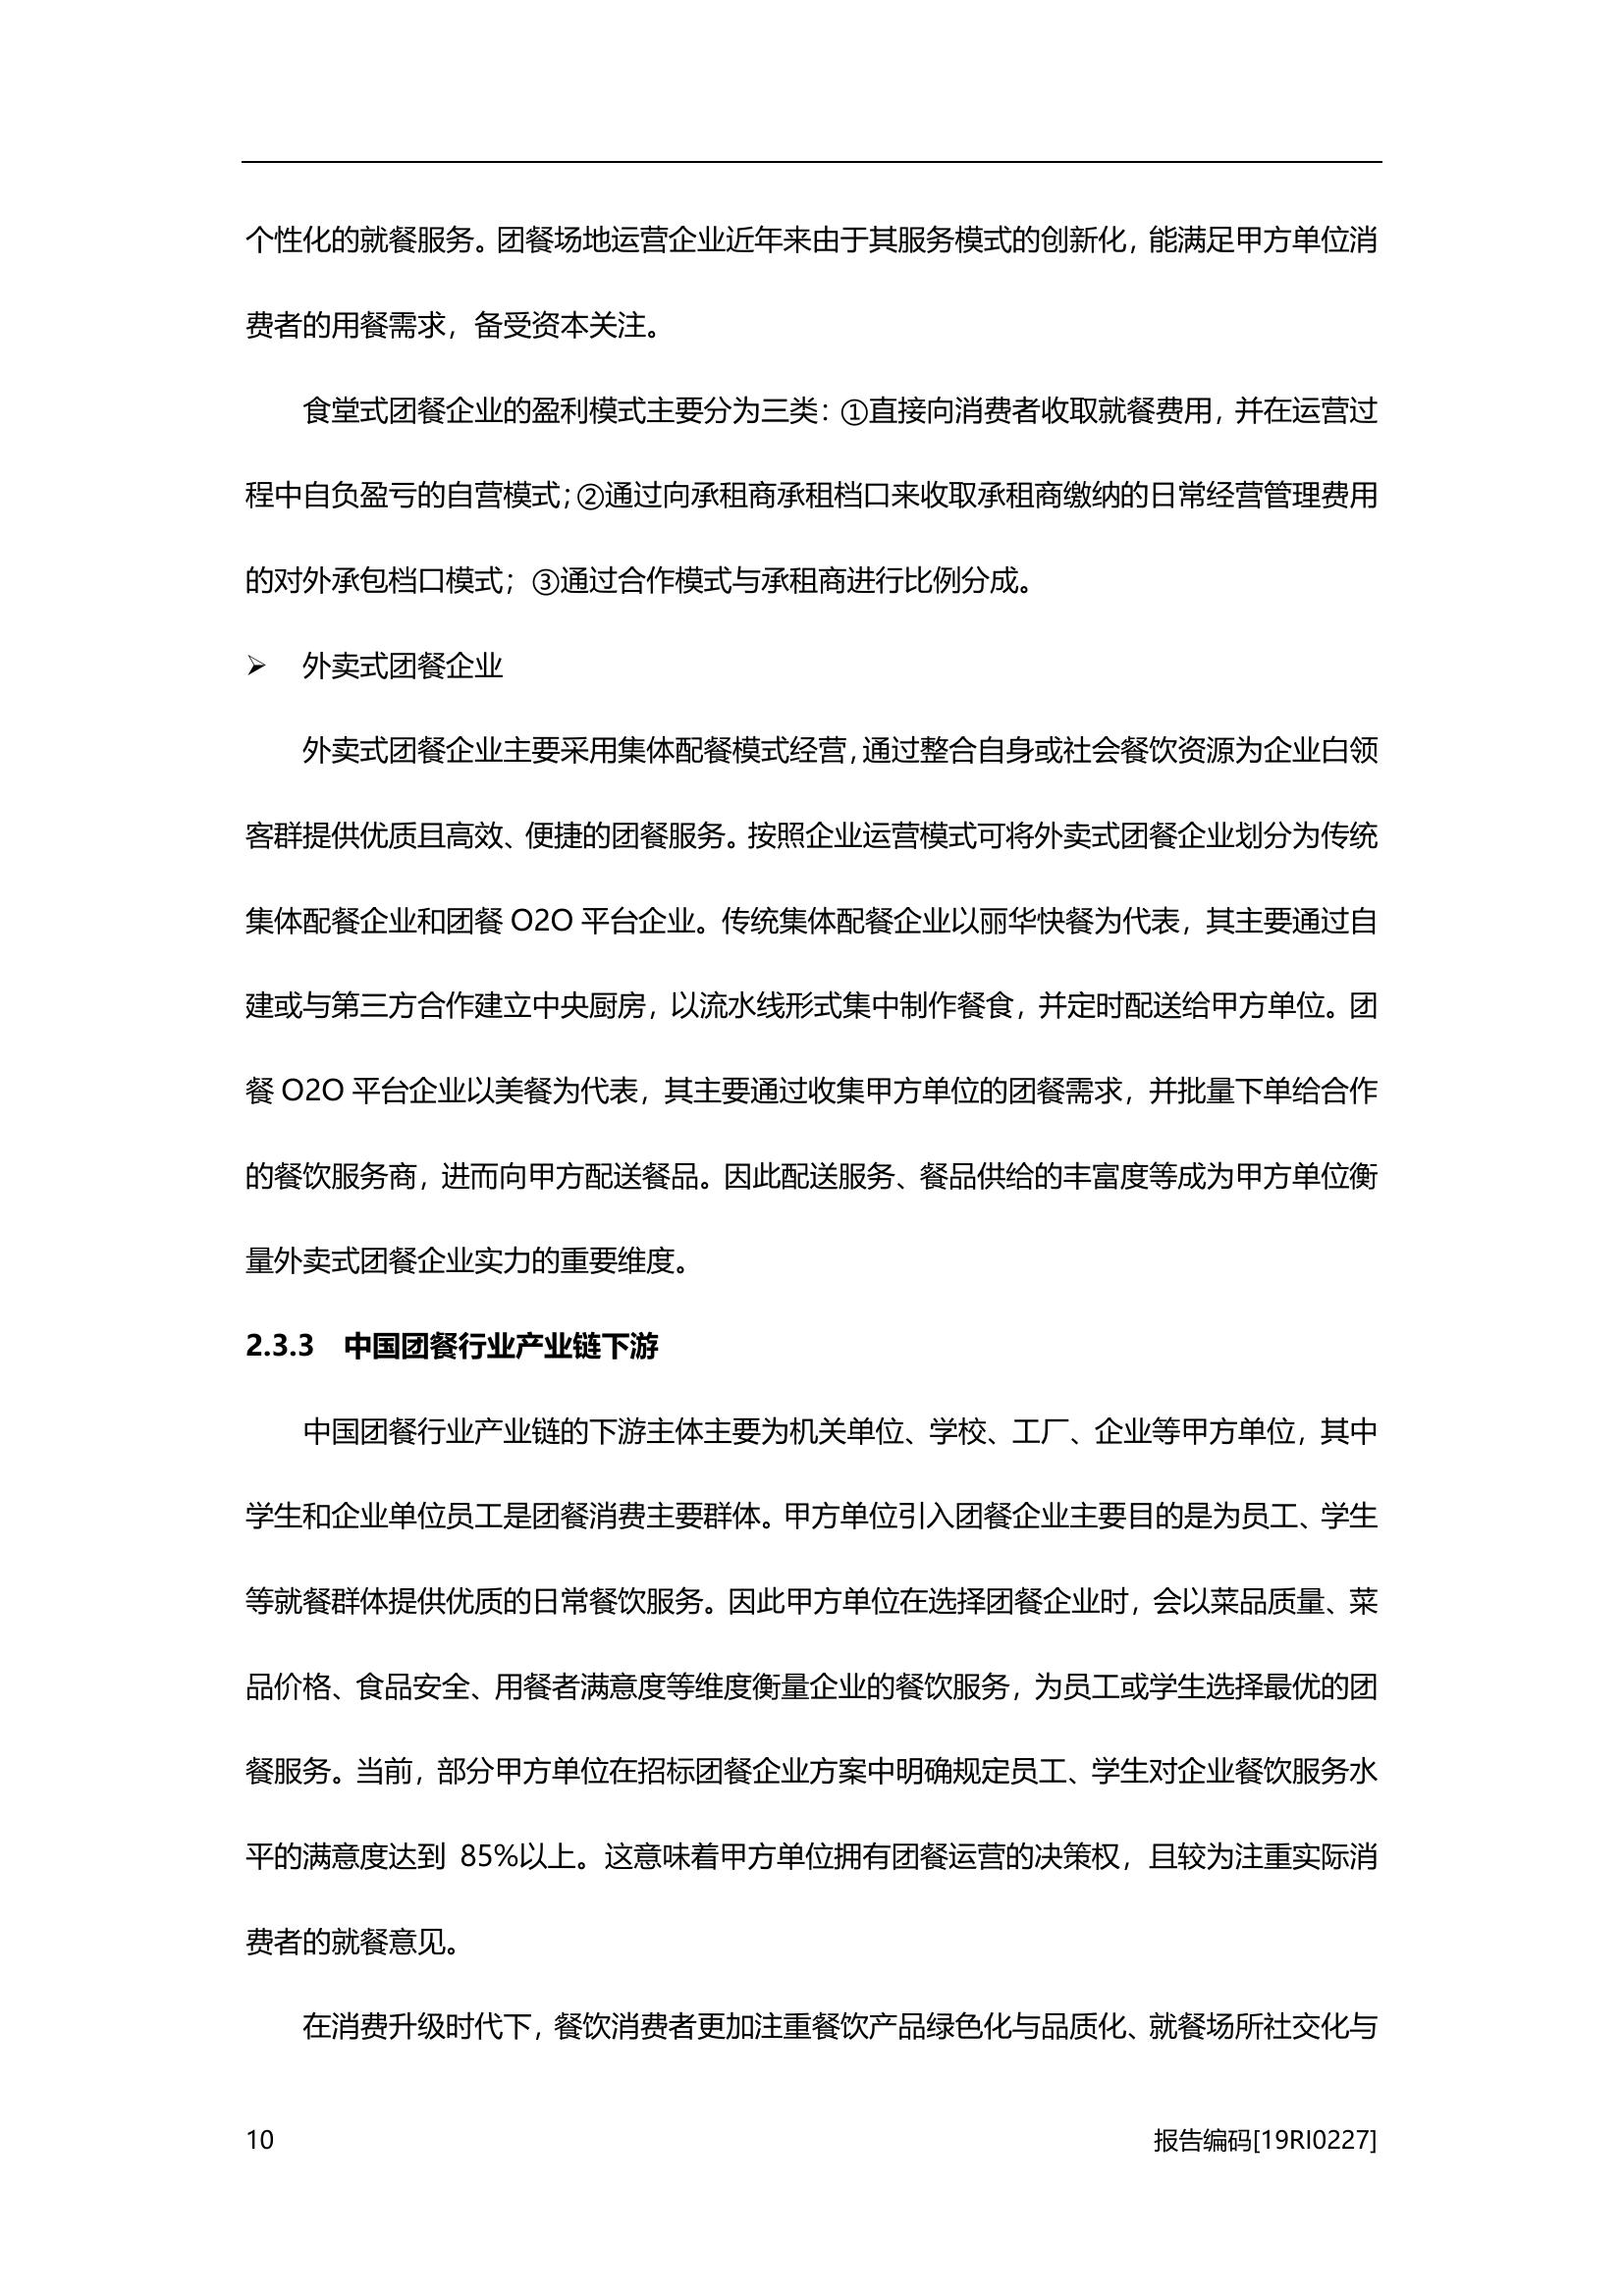 个性化的就餐服务。团餐场地运营企业近年来由于其服务模式的创新化，能满足甲方单位消
费者的用餐需求，备受资本关注。
食堂式团餐企业的盈利模式主要分为三类：①直接向消费者收取就餐费用，并在运营过
程中自负盈亏的自营模式；②通过向承租商承租档口来收取承租商缴纳的日常经营管理费用
的对外承包档口模式；③通过合作模式与承租商进行比例分成。
➢ 外卖式团餐企业
外卖式团餐企业主要采用集体配餐模式经营，通过整合自身或社会餐饮资源为企业白领
客群提供优质且高效、便捷的团餐服务。按照企业运营模式可将外卖式团餐企业划分为传统
集体配餐企业和团餐 O2O 平台企业。传统集体配餐企业以丽华快餐为代表，其主要通过自
建或与第三方合作建立中央厨房，以流水线形式集中制作餐食，并定时配送给甲方单位。团
餐 O2O 平台企业以美餐为代表，其主要通过收集甲方单位的团餐需求，并批量下单给合作
的餐饮服务商，进而向甲方配送餐品。因此配送服务、餐品供给的丰富度等成为甲方单位衡
量外卖式团餐企业实力的重要维度。
2.3.3 中国团餐行业产业链下游
中国团餐行业产业链的下游主体主要为机关单位、学校、工厂、企业等甲方单位，其中
学生和企业单位员工是团餐消费主要群体。甲方单位引入团餐企业主要目的是为员工、学生
等就餐群体提供优质的日常餐饮服务。因此甲方单位在选择团餐企业时，会以菜品质量、菜
品价格、食品安全、用餐者满意度等维度衡量企业的餐饮服务，为员工或学生选择最优的团
餐服务。当前，部分甲方单位在招标团餐企业方案中明确规定员工、学生对企业餐饮服务水
平的满意度达到 85%以上。这意味着甲方单位拥有团餐运营的决策权，且较为注重实际消
费者的就餐意见。
在消费升级时代下，餐饮消费者更加注重餐饮产品绿色化与品质化、就餐场所社交化与
10 报告编码[19RI0227]